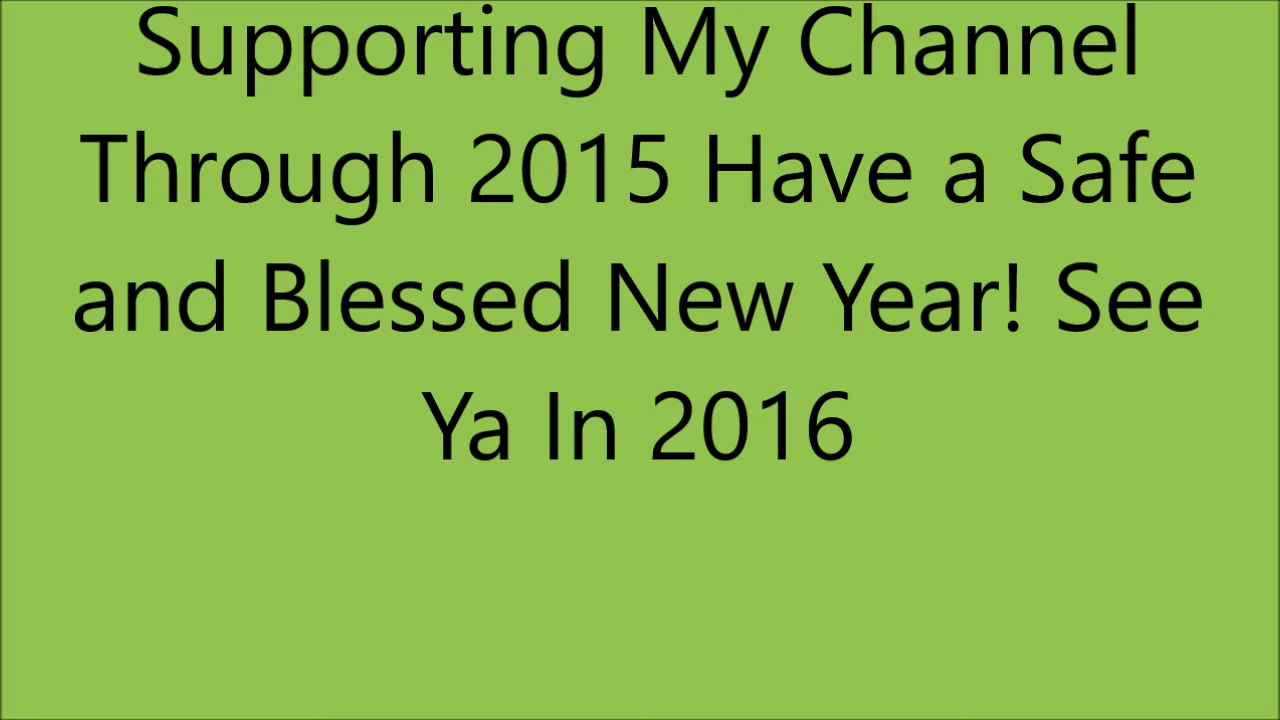 Supporting My Channel
Through 2015 Have a Safe
and Blessed New Year! See
Ya In 2016